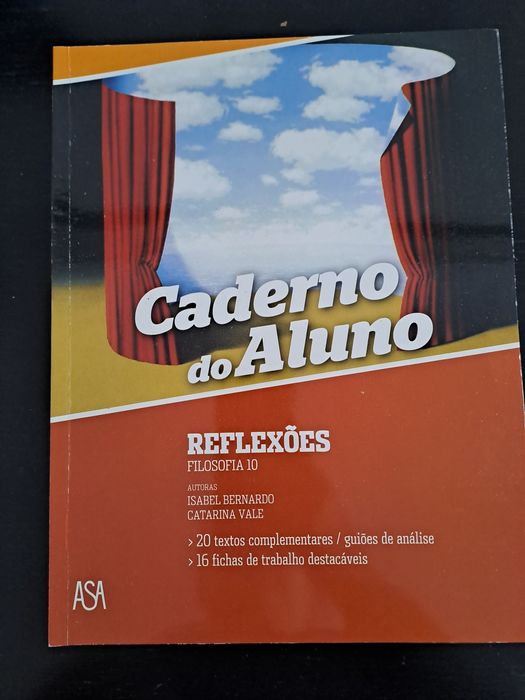 Caderno
do Aluno
REFLEXÕES
FILOSOFIA 10
AUTORAS
ISABEL BERNARDO
CATARINA VALE
> 20 textos complementares / guiões de análise
> 16 fichas de trabalho destacáveis
ASA